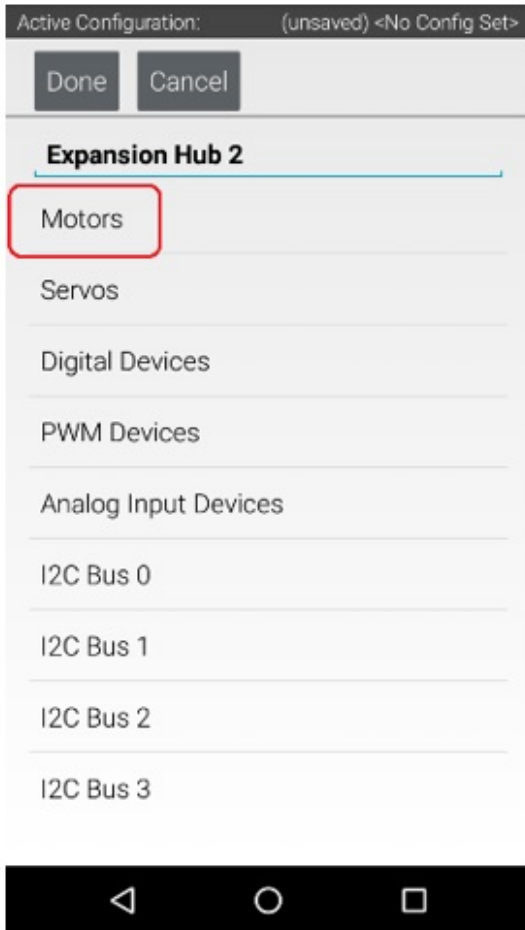 Active Configuration: (unsaved) <No Config Set>
Done Cancel
Expansion Hub 2
Motors
Servos
Digital Devices
PWM Devices
Analog Input Devices
I2C Bus 0
I2C Bus 1
I2C Bus 2
I2C Bus 3